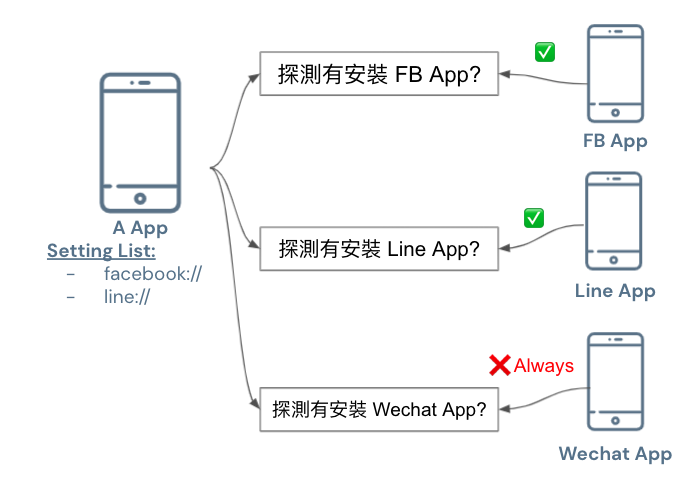 探測有安裝 FB App?
FB App
A App
Setting List:
- facebook://
- line://
探測有安裝 Line App?
Line App
Always
探測有安裝 Wechat App?
Wechat App